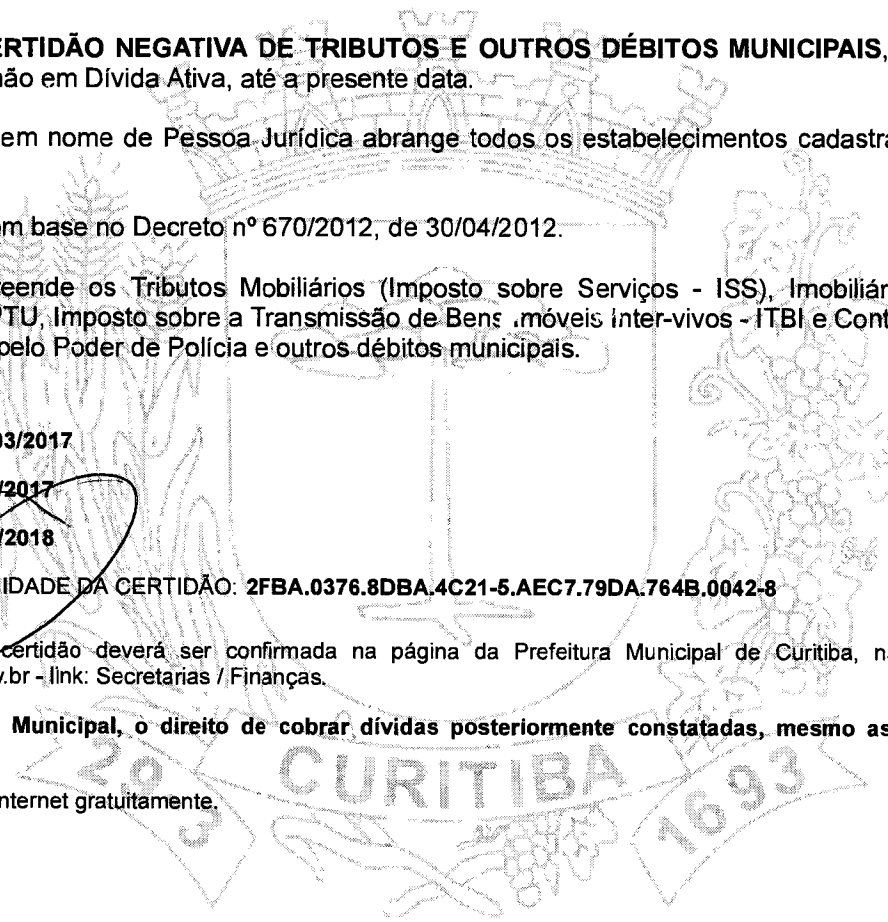 ERTIDÃO NEGATIVA DE TRIBUTOS E OUTROS DÉBITOS MUNICIPAIS,
não em Dívida Ativa, até a presente data.
em nome de Pessoa Jurídica abrange todos os estabelecimentos cadastra
m base no Decreto nº 670/2012, de 30/04/2012.
eende os Tributos Mobiliários (Imposto sobre Serviços - ISS), Imobiliár
PTU, Imposto sobre a Transmissão de Bens móveis Inter-vivos - ITBI e Cont
pelo Poder de Polícia e outros débitos municipais.
03/2017
/2017
/2018
IDADE DA CERTIDÃO: 2FBA.0376.8DBA.4C21-5.AEC7.79DA.764B.0042-8
certidão deverá ser confirmada na página da Prefeitura Municipal de Curitiba, n
v.br - link: Secretarias / Finanças.
Municipal, o direito de cobrar dívidas posteriormente constatadas, mesmo as
nternet gratuitamente.
29 3 CURITIBA 1693